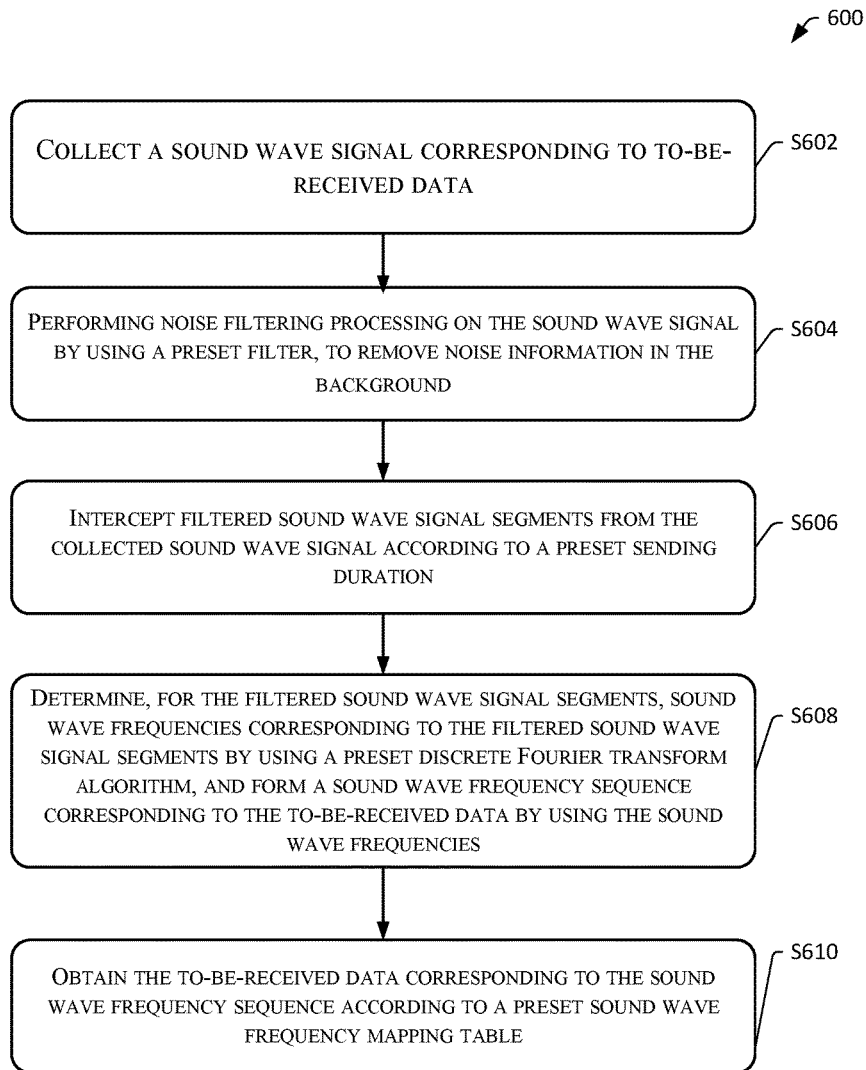 600
COLLECT A SOUND WAVE SIGNAL CORRESPONDING TO TO-BE-
RECEIVED DATA
S602
PERFORMING NOISE FILTERING PROCESSING ON THE SOUND WAVE SIGNAL
BY USING A PRESET FILTER, TO REMOVE NOISE INFORMATION IN THE
BACKGROUND
S604
INTERCEPT FILTERED SOUND WAVE SIGNAL SEGMENTS FROM THE
COLLECTED SOUND WAVE SIGNAL ACCORDING TO A PRESET SENDING
DURATION
S606
DETERMINE, FOR THE FILTERED SOUND WAVE SIGNAL SEGMENTS, SOUND
WAVE FREQUENCIES CORRESPONDING TO THE FILTERED SOUND WAVE
SIGNAL SEGMENTS BY USING A PRESET DISCRETE FOURIER TRANSFORM
ALGORITHM, AND FORM A SOUND WAVE FREQUENCY SEQUENCE
CORRESPONDING TO THE TO-BE-RECEIVED DATA BY USING THE SOUND
WAVE FREQUENCIES
S608
OBTAIN THE TO-BE-RECEIVED DATA CORRESPONDING TO THE SOUND
WAVE FREQUENCY SEQUENCE ACCORDING TO A PRESET SOUND WAVE
FREQUENCY MAPPING TABLE
S610